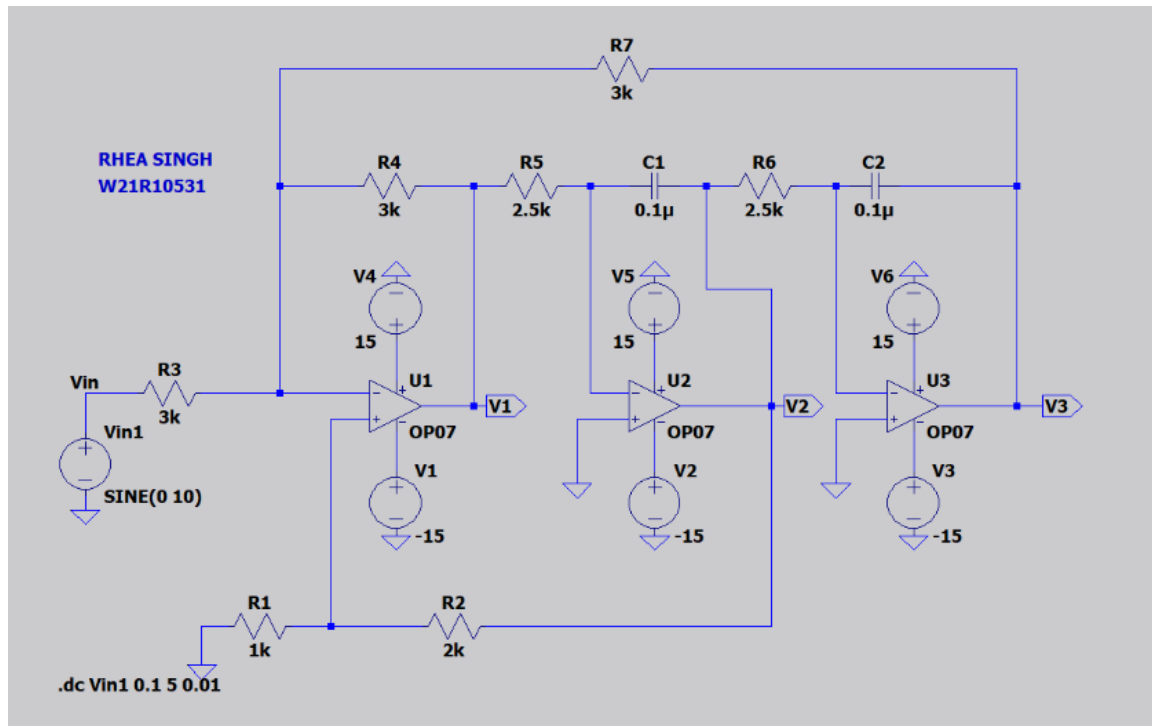 R7
3k
RHEA SINGH
W21R10531
R4
3k
R5
2.5k
C1
0.1µ
R6
2.5k
C2
0.1µ
V4
15
V5
15
V6
15
Vin
R3
3k
Vin1
SINE(0 10)
U1
OP07
V1
U2
OP07
V2
U3
OP07
V3
V1
-15
V2
-15
V3
-15
R1
1k
R2
2k
.dc Vin1 0.1 5 0.01